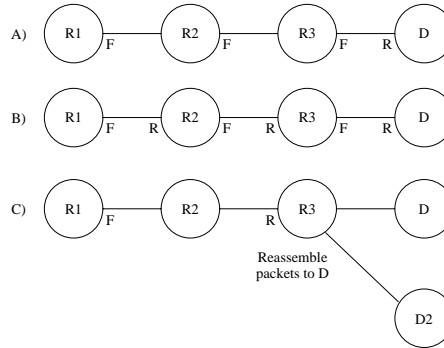 A) R1 F R2 F R3 F R D
B) R1 F R R2 F R R3 F R D
C) R1 F R2 R R3 D
Reassemble
packets to D
D2